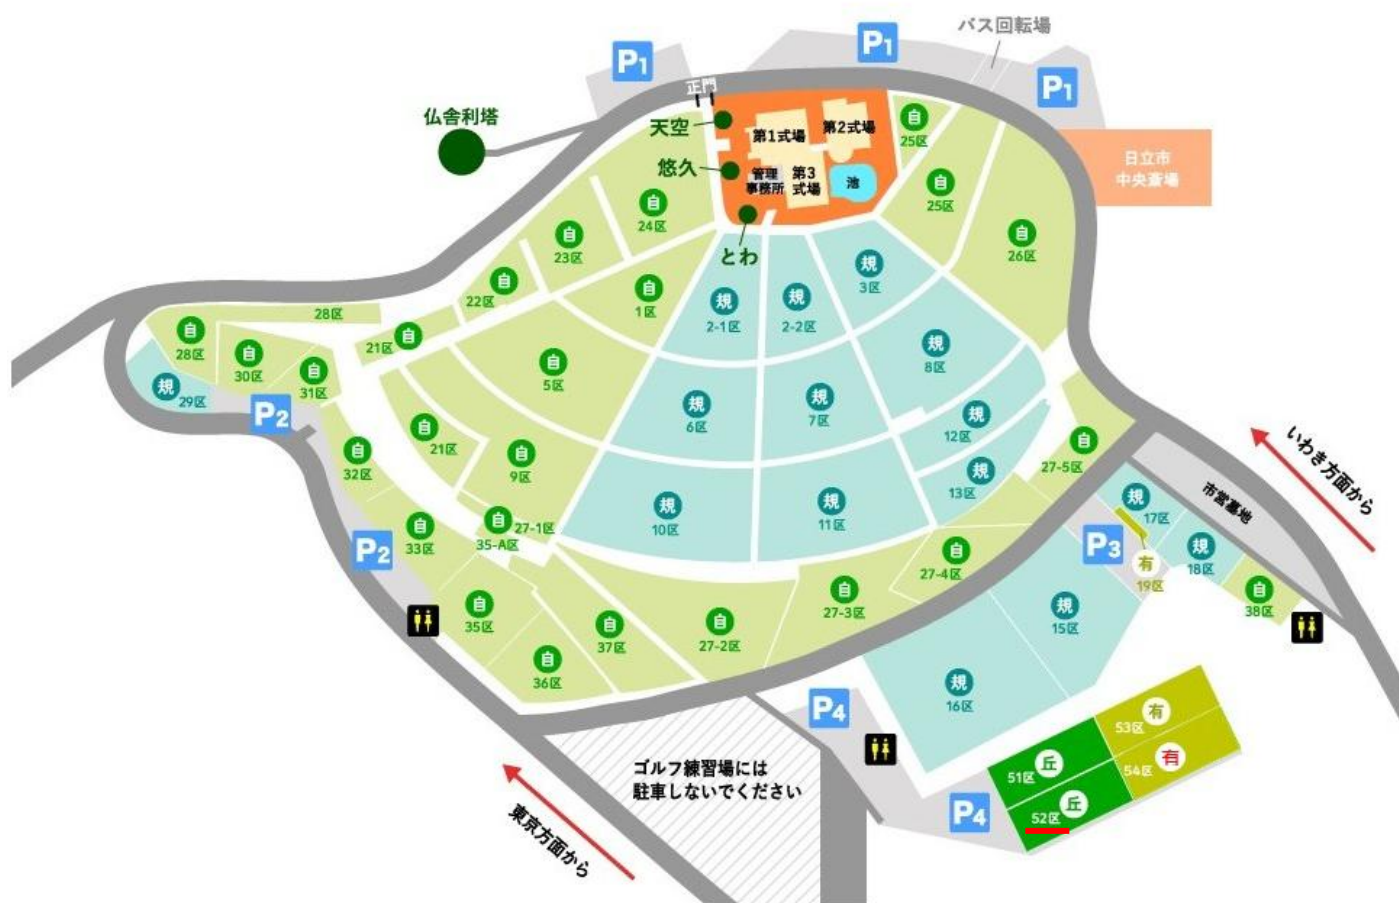 バス回転場
P1
P1
P1
正門
仏舎利塔
天空
第1式場
第2式場
自
25区
日立市
中央斎場
悠久
管理
事務所
第3
式場
池
自
25区
自
24区
自
23区
とわ
自
26区
自
22区
自
1区
規
2-1区
規
2-2区
規
3区
28区
自
28区
自
30区
自
31区
21区
自
規
29区
P2
自
5区
規
8区
規
6区
規
7区
規
12区
自
21区
自
32区
自
9区
規
13区
自
27-5区
いわき方面から
市営墓地
規
10区
規
11区
規
17区
自
35-A区
27-1区
自
33区
P2
P3
規
18区
有
19区
自
27-4区
自
27-3区
自
38区
自
35区
自
37区
自
27-2区
規
15区
自
36区
規
16区
P4
53区
有
51区
丘
54区
有
52区
丘
P4
ゴルフ練習場には
駐車しないでください
東京方面から